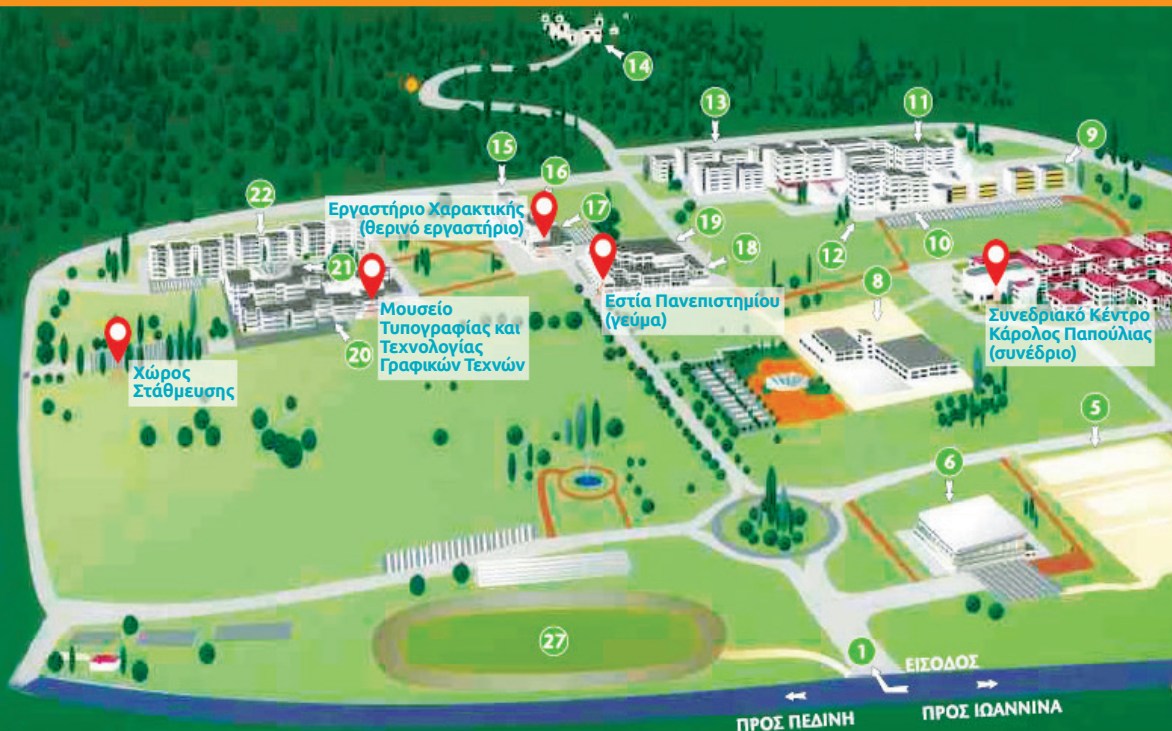 14
13
11
9
15
16
22
Εργαστήριο Χαρακτικής
(θερινό εργαστήριο)
17
19
18
12
10
21
8
Εστία Πανεπιστημίου
(γεύμα)
Συνεδριακό Κέντρο
Κάρολος Παπούλιας
(συνέδριο)
Μουσείο
Τυπογραφίας και
Τεχνολογίας
Γραφικών Τεχνών
20
Χώρος
Στάθμευσης
5
6
27
1
ΕΙΣΟΔΟΣ
ΠΡΟΣ ΠΕΔΙΝΗ
ΠΡΟΣ ΙΩΑΝΝΙΝΑ